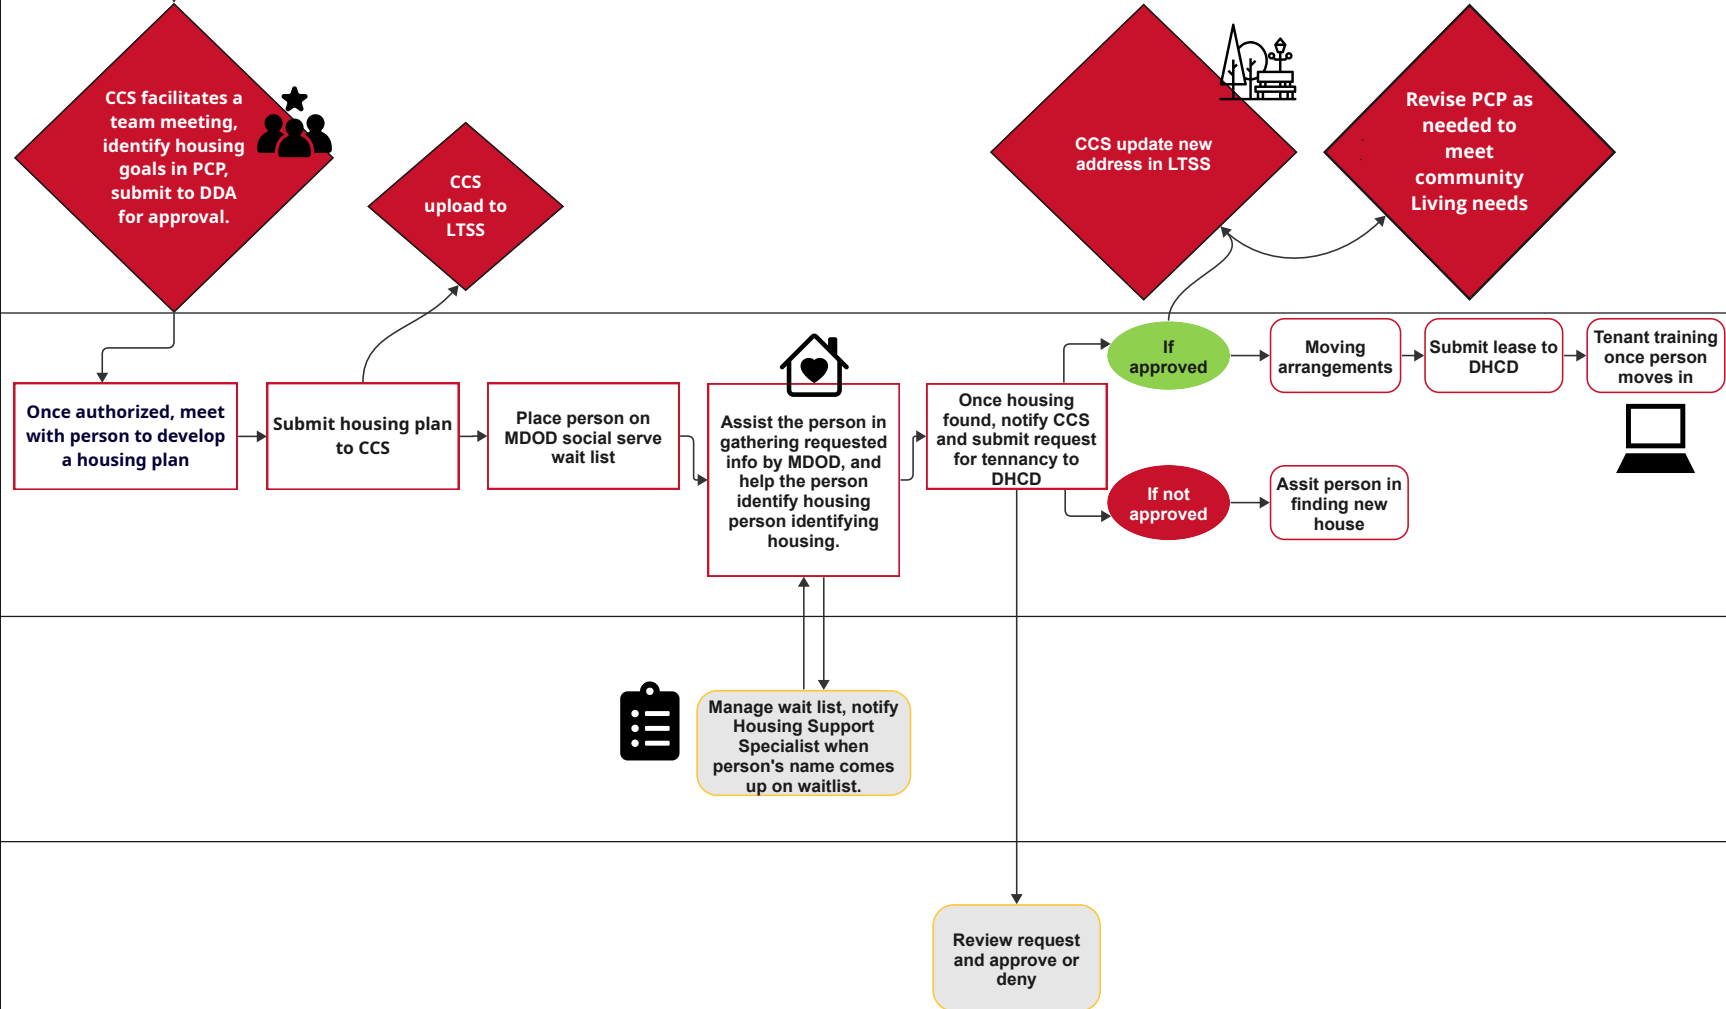 CCS facilitates a
team meeting,
identify housing
goals in PCP,
submit to DDA
for approval.
CCS
upload to
LTSS
CCS update new
address in LTSS
Revise PCP as
needed to
meet
community
Living needs
Once authorized, meet
with person to develop
a housing plan
Submit housing plan
to CCS
Place person on
MDOD social serve
wait list
Assist the person in
gathering requested
info by MDOD, and
help the person
identify housing
person identifying
housing.
Once housing
found, notify CCS
and submit request
for tennancy to
DHCD
If
approved
Moving
arrangements
Submit lease to
DHCD
Tenant training
once person
moves in
If not
approved
Assit person in
finding new
house
Manage wait list, notify
Housing Support
Specialist when
person's name comes
up on waitlist.
Review request
and approve or
deny